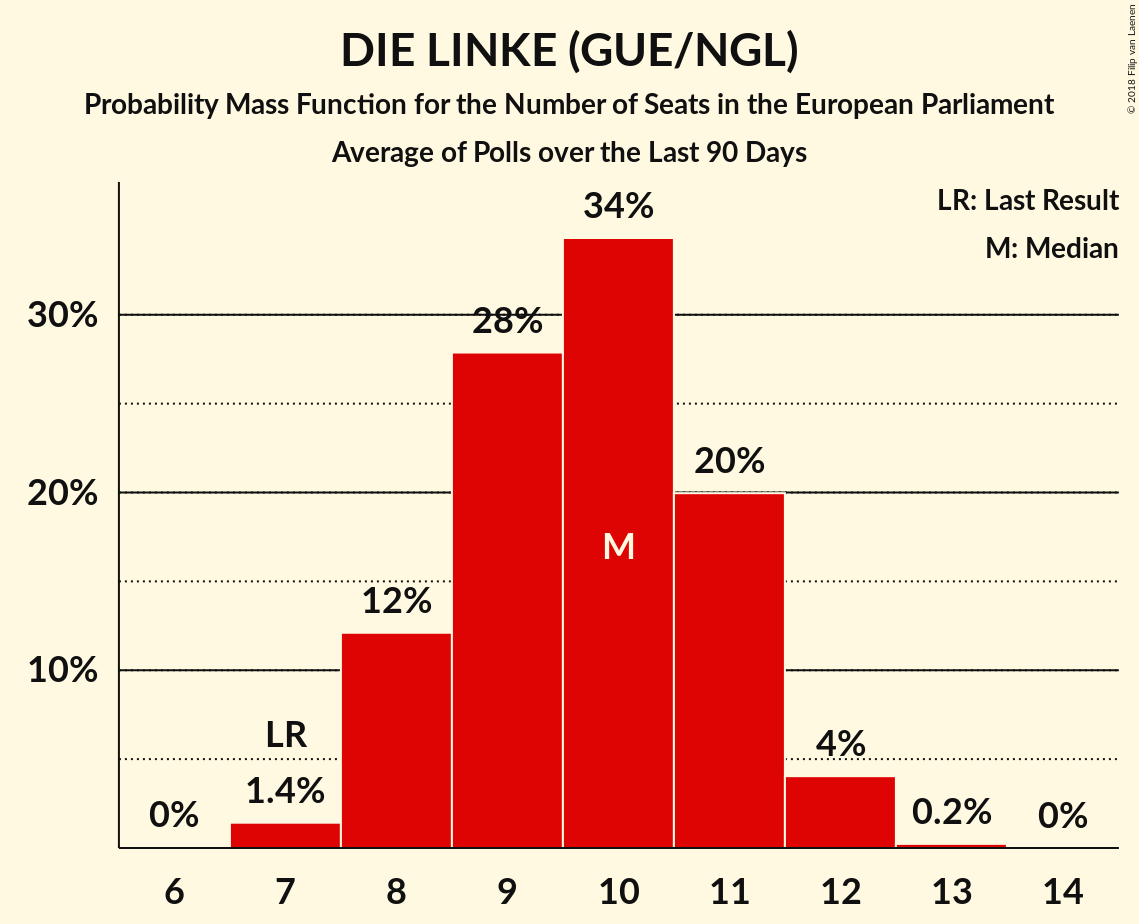 DIE LINKE (GUE/NGL)
Probability Mass Function for the Number of Seats in the European Parliament
Average of Polls over the Last 90 Days
© 2018 Filip van Laenen
LR: Last Result
M: Median
34%
30%
28%
20%
20%
M
12%
10%
LR
1.4%
4%
0%
0.2%
0%
6 7 8 9 10 11 12 13 14